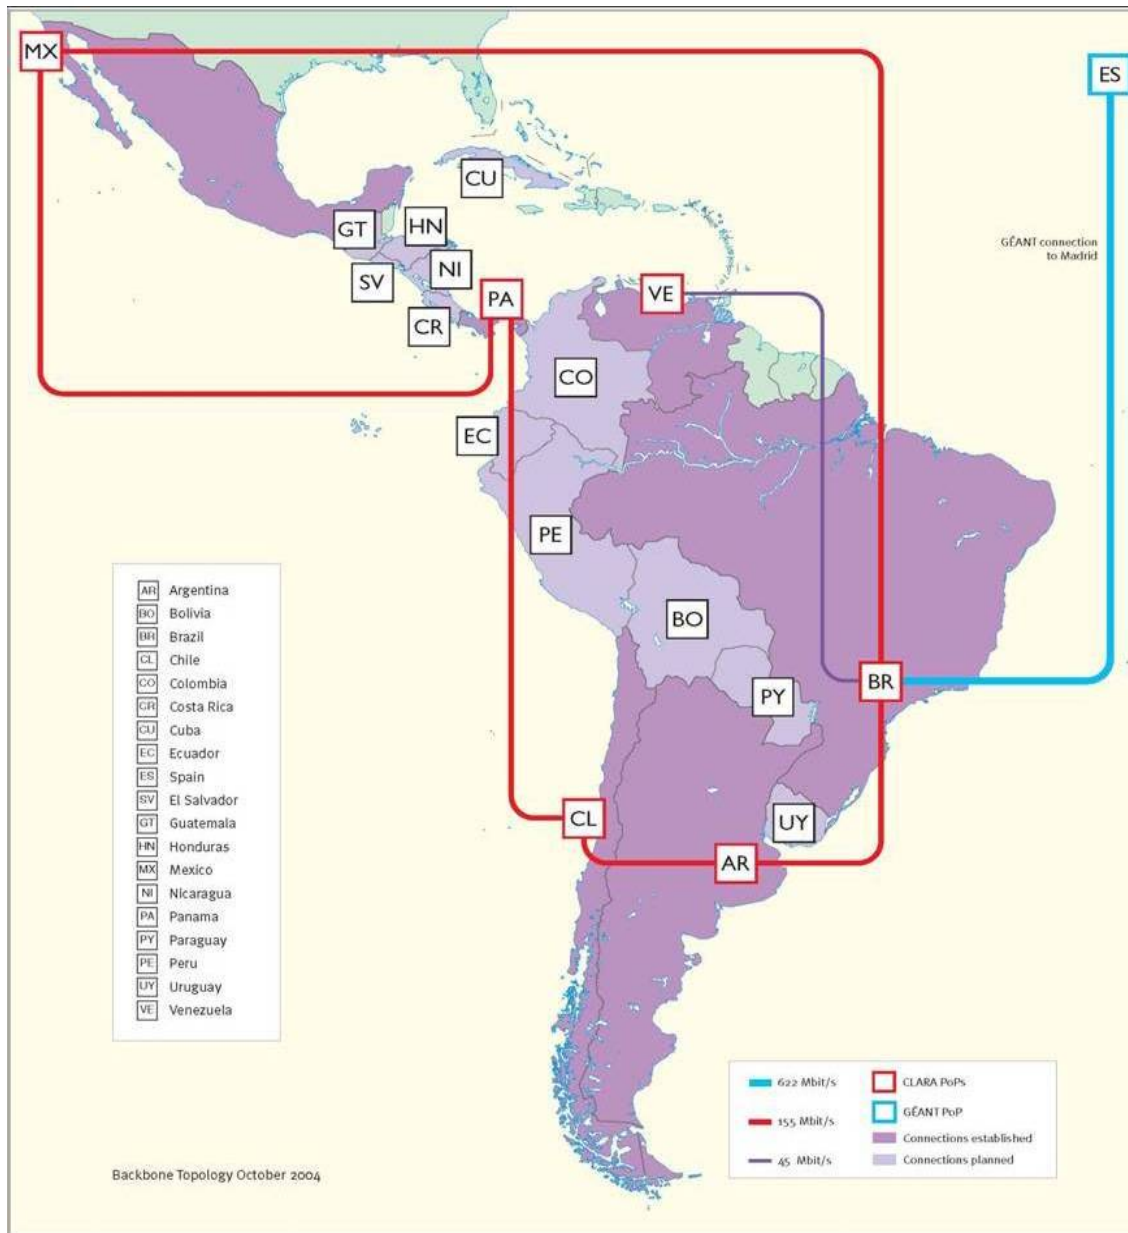 MX
ES
CU
GT
HN
SV
NI
CR
PA
VE
GÉANT connection
to Madrid
CO
EC
PE
BO
PY
BR
CL
UY
AR
AR Argentina
BO Bolivia
BR Brazil
CL Chile
CO Colombia
CR Costa Rica
CU Cuba
EC Ecuador
ES Spain
SV El Salvador
GT Guatemala
HN Honduras
MX Mexico
NI Nicaragua
PA Panama
PY Paraguay
PE Peru
UY Uruguay
VE Venezuela
622 Mbit/s
155 Mbit/s
45 Mbit/s
CLARA PoPs
GÉANT PoP
Connections established
Connections planned
Backbone Topology October 2004